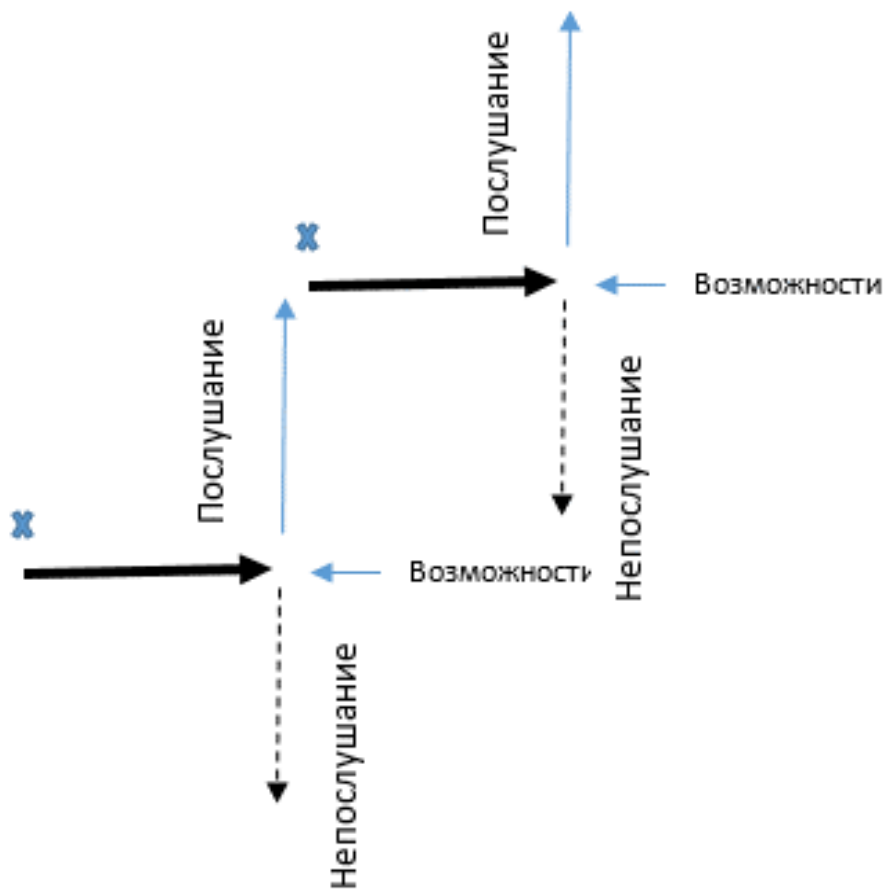 Послушание
Возможности
Послушание
Непослушание
Возможности
Непослушание